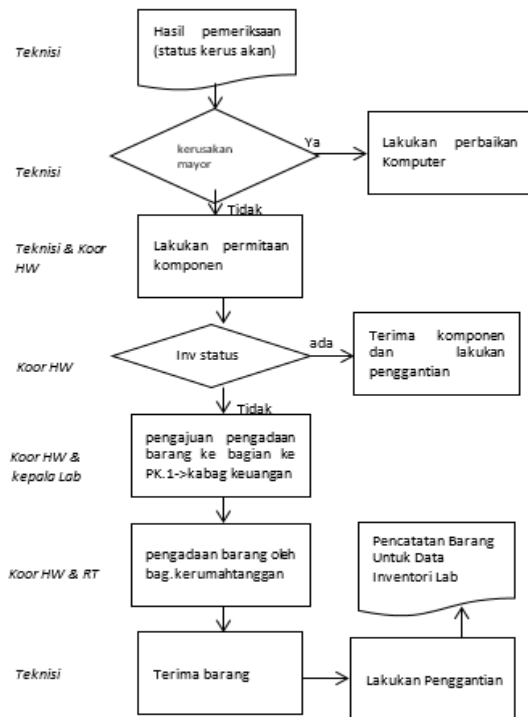 Teknisi
Hasil pemeriksaan
(status kerus akan)
Teknisi
kerusakan
mayor
Ya
Lakukan perbaikan
Komputer
Tidak
Teknisi & Koor
HW
Lakukan permitaan
komponen
Koor HW
Inv status
ada
Terima komponen
dan lakukan
penggantian
Tidak
Koor HW &
kepala Lab
pengajuan pengadaan
barang ke bagian ke
PK.1->kabag keuangan
Koor HW & RT
pengadaan barang oleh
bag.kerumahtanggan
Pencatatan Barang
Untuk Data
Inventori Lab
Teknisi
Terima barang
Lakukan Penggantian